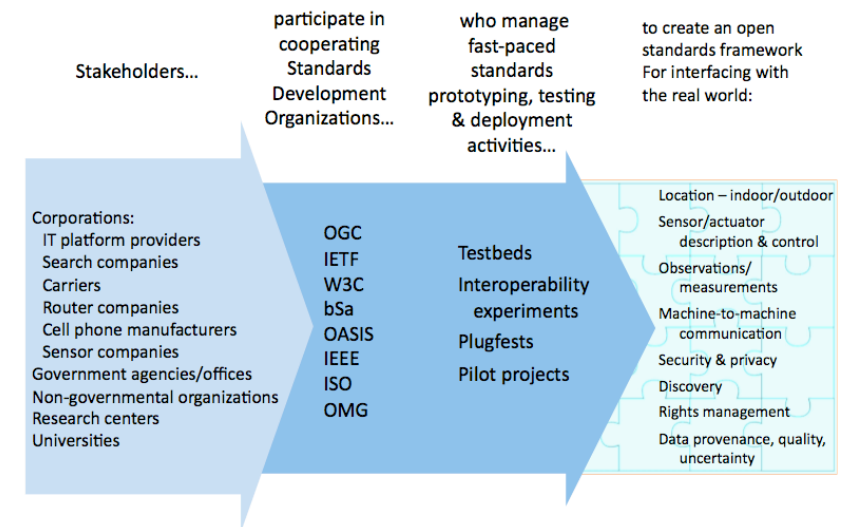 Stakeholders...
participate in
cooperating
Standards
Development
Organizations...
who manage
fast-paced
standards
prototyping, testing
& deployment
activities...
to create an open
standards framework
For interfacing with
the real world:
Corporations:
IT platform providers
Search companies
Carriers
Router companies
Cell phone manufacturers
Sensor companies
Government agencies/offices
Non-governmental organizations
Research centers
Universities
OGC
IETF
W3C
bSa
OASIS
IEEE
ISO
OMG
Testbeds
Interoperability
experiments
Plugfests
Pilot projects
Location – indoor/outdoor
Sensor/actuator
description & control
Observations/
measurements
Machine-to-machine
communication
Security & privacy
Discovery
Rights management
Data provenance, quality,
uncertainty